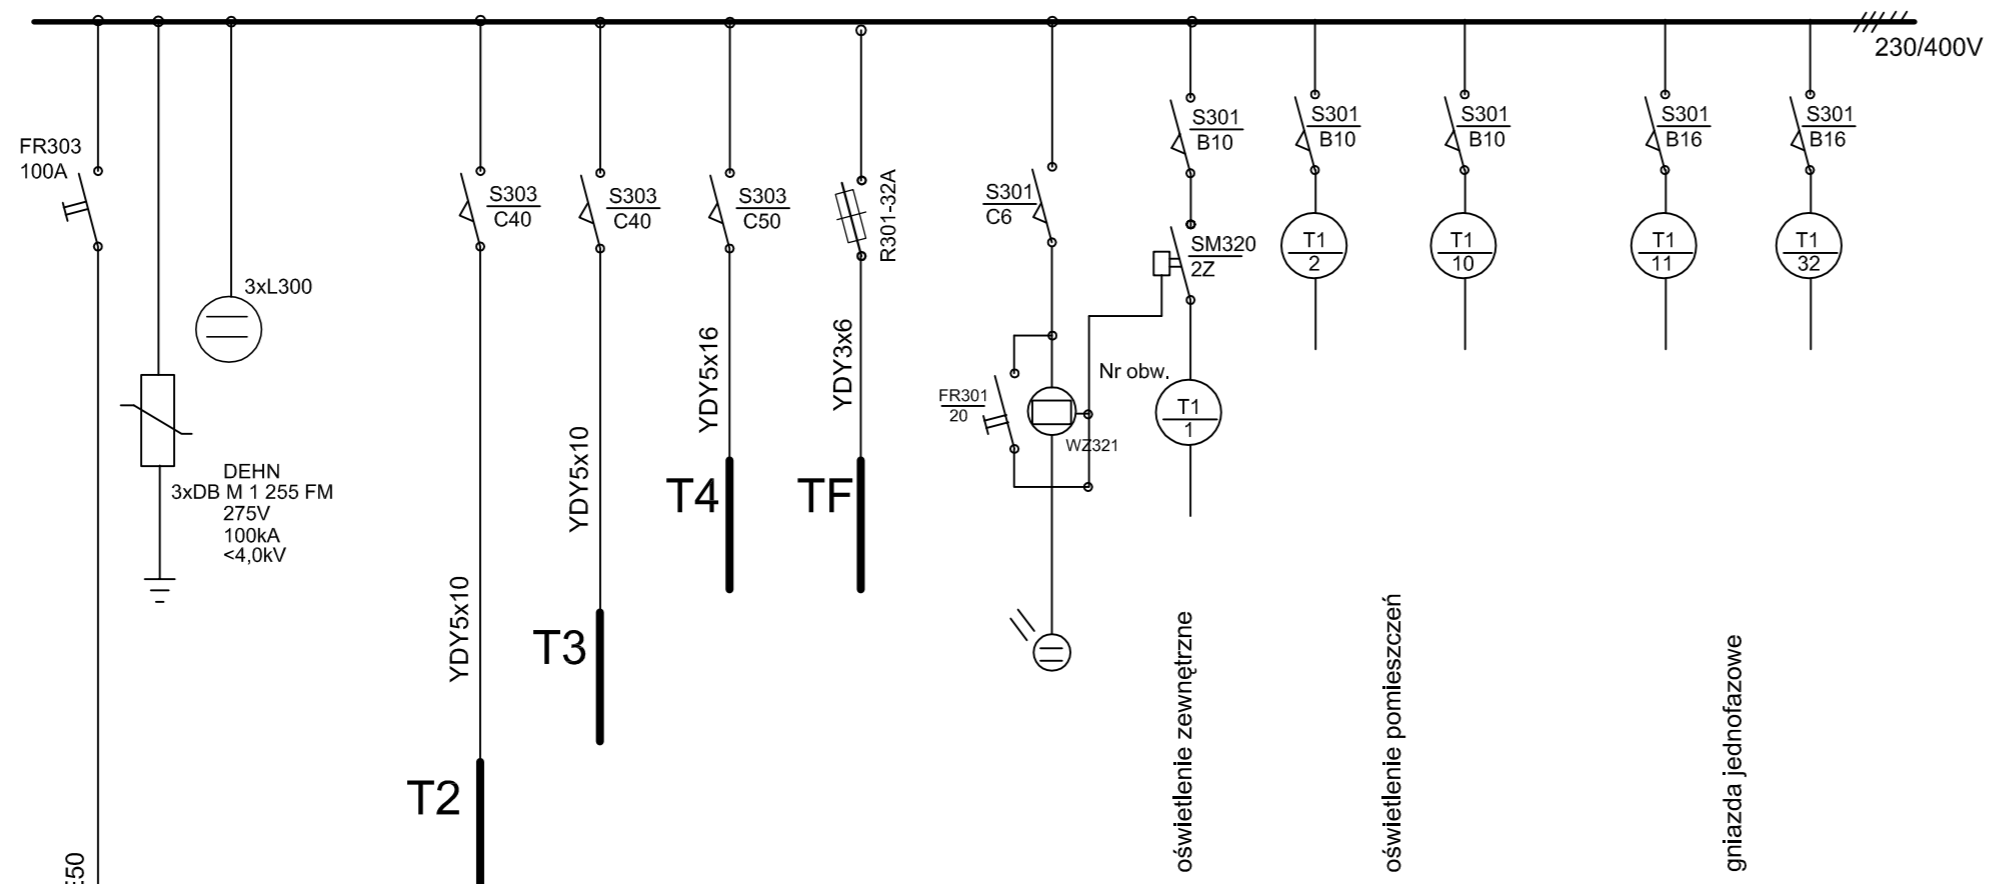 230/400V
FR303
100A
3xL300
DEHN
3xDB M 1 255 FM
275V
100kA
<4,0kV
S303
C40
YDY5x10
T2
S303
C40
YDY5x10
T3
S303
C50
YDY5x16
T4
R301-32A
YDY3x6
TF
S301
C6
FR301
20
WZ321
S301
B10
SM320
2Z
Nr obw.
T1
1
oświetlenie zewnętrzne
S301
B10
T1
2
S301
B10
T1
10
oświetlenie pomieszczeń
S301
B16
T1
11
S301
B16
T1
32
gniazda jednofazowe